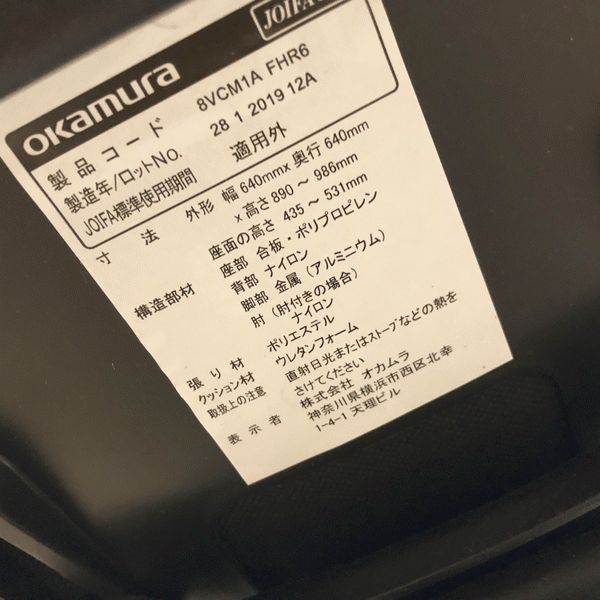 JOIFA
okamura
製品コード 8VCM1A FHR6
製造年/ロットNo. 28 1 2019 12A
JOIFA標準使用期間 適用外
寸法 外形 幅 640mmx 奥行 640mm
x 高さ 890 ～ 986mm
座面の高さ 435 ～ 531mm
構造部材 座部 合板・ポリプロピレン
背部 ナイロン
脚部 金属 (アルミニウム)
肘 (肘付きの場合)
ナイロン
張り材 ポリエステル
クッション材 ウレタンフォーム
取扱上の注意 直射日光またはストーブなどの熱を
さけてください
表示者 株式会社 オカムラ
神奈川県横浜市西区北幸
1-4-1 天理ビル